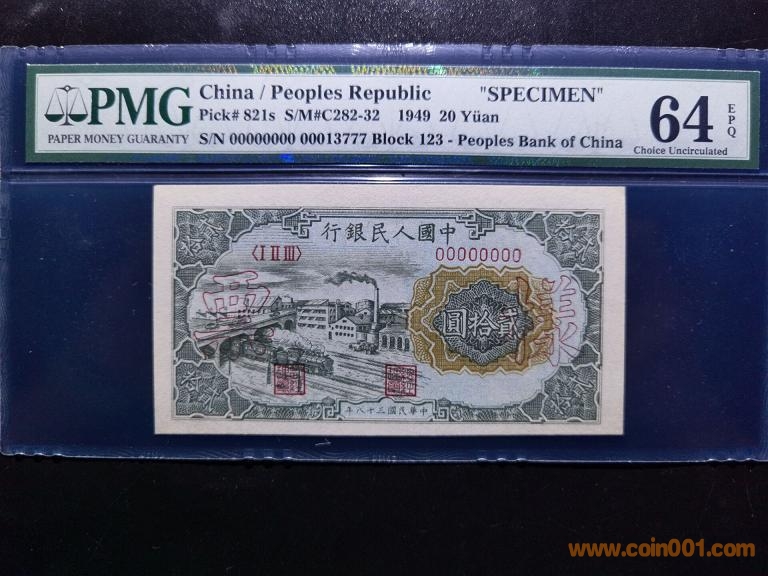 PMG
PAPER MONEY GUARANTY
China / Peoples Republic "SPECIMEN"
Pick# 821s S/M#C282-32 1949 20 Yüan
S/N 00000000 00013777 Block 123 - Peoples Bank of China
64 EPQ
Choice Uncirculated
行銀民人國中
〈I II III〉 00000000
圓拾貳
年八十三國民華中
www.coin001.com